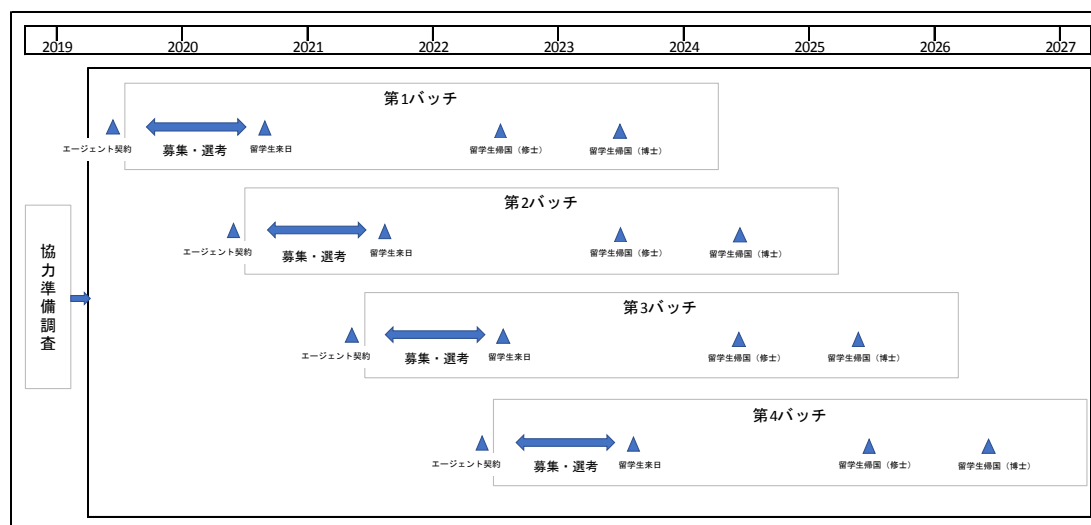 2019 2020 2021 2022 2023 2024 2025 2026 2027
第1バッチ
エージェント契約
募集・選考
留学生来日
留学生帰国（修士）
留学生帰国（博士）
第2バッチ
エージェント契約
募集・選考
留学生来日
留学生帰国（修士）
留学生帰国（博士）
協力準備調査
第3バッチ
エージェント契約
募集・選考
留学生来日
留学生帰国（修士）
留学生帰国（博士）
第4バッチ
エージェント契約
募集・選考
留学生来日
留学生帰国（修士）
留学生帰国（博士）